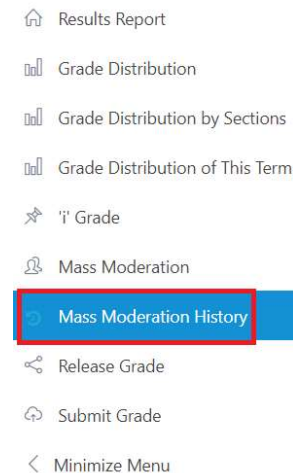 Results Report
Grade Distribution
Grade Distribution by Sections
Grade Distribution of This Term
'i' Grade
Mass Moderation
Mass Moderation History
Release Grade
Submit Grade
Minimize Menu